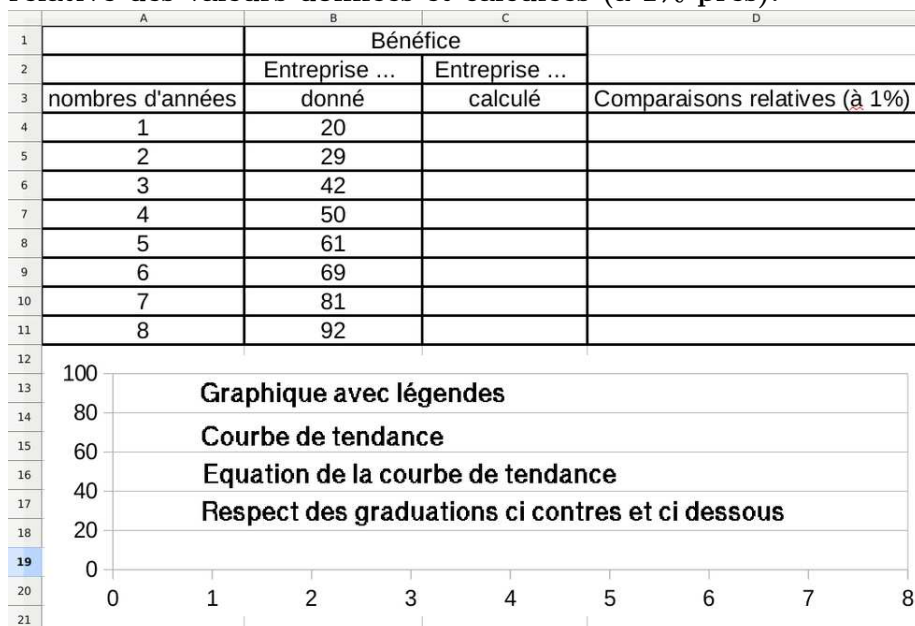 relative des valeurs données et calculées (à 1% près).
A B C D
1 Bénéfice
2 Entreprise ... Entreprise ...
3 nombres d'années donné calculé Comparaisons relatives (à 1%)
4 1 20
5 2 29
6 3 42
7 4 50
8 5 61
9 6 69
10 7 81
11 8 92
12
13 100 Graphique avec légendes
14 80
15 60 Courbe de tendance
16 40 Equation de la courbe de tendance
17 Respect des graduations ci contres et ci dessous
18 20
19 0
20 0 1 2 3 4 5 6 7 8
21